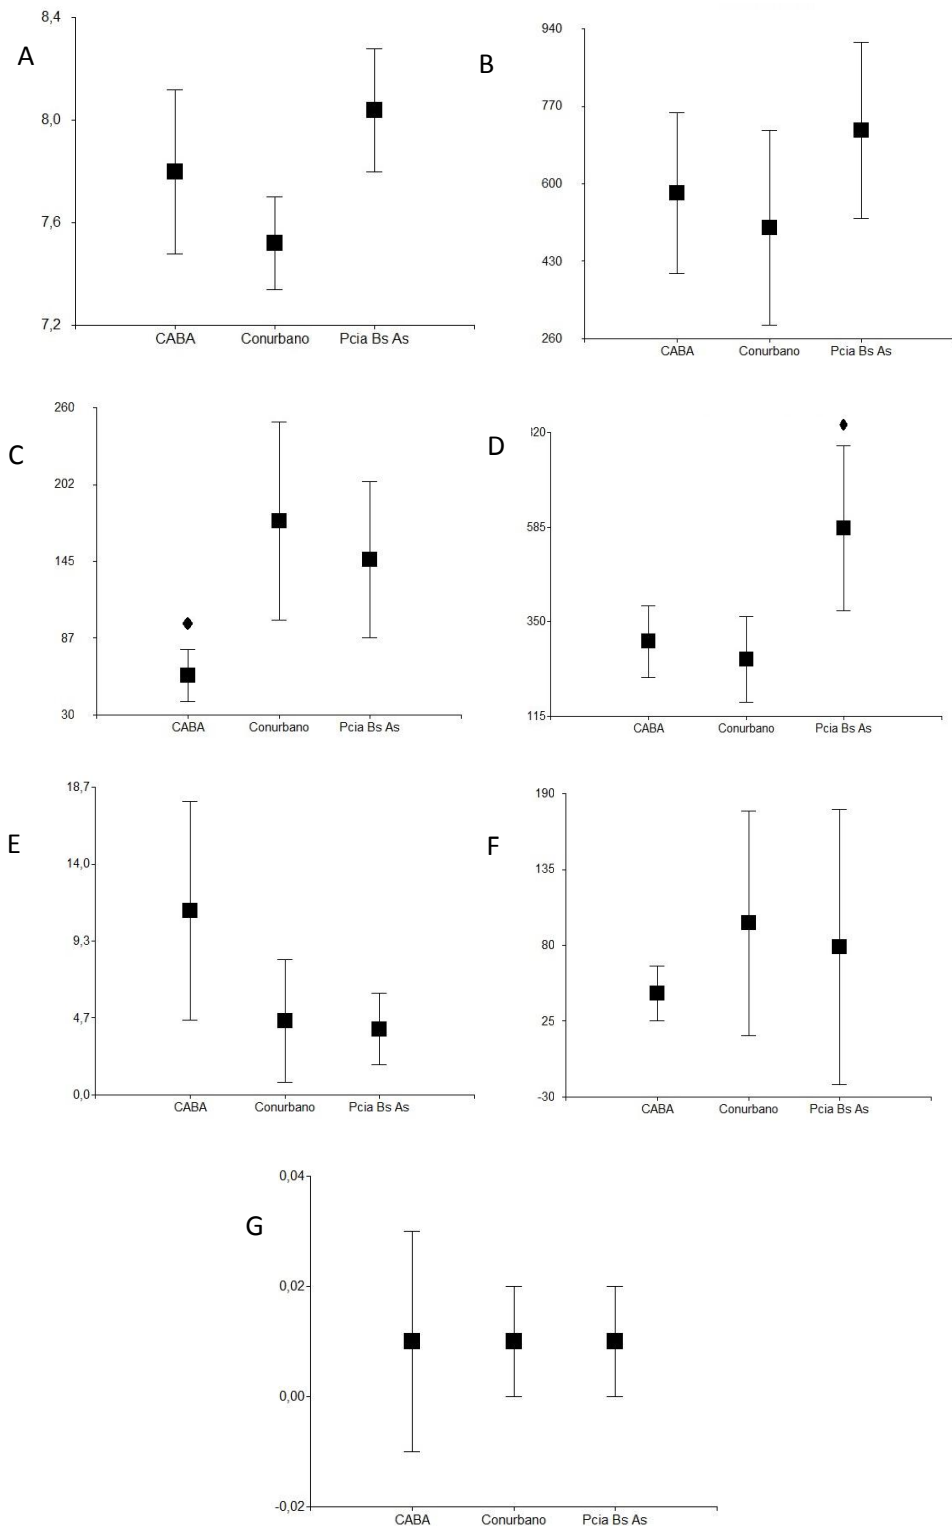 A
8,4
8,0
7,6
7,2
CABA Conurbano Pcia Bs As
B
940
770
600
430
260
CABA Conurbano Pcia Bs As
C
260
202
145
87
30
CABA Conurbano Pcia Bs As
D
320
585
350
115
CABA Conurbano Pcia Bs As
E
18,7
14,0
9,3
4,7
0,0
CABA Conurbano Pcia Bs As
F
190
135
80
25
-30
CABA Conurbano Pcia Bs As
G
0,04
0,02
0,00
-0,02
CABA Conurbano Pcia Bs As